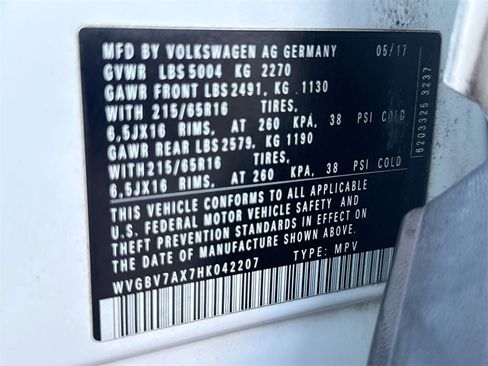 MFD BY VOLKSWAGEN AG GERMANY 05/17
GVWR LBS 5004 KG 2270
GAWR FRONT LBS 2491, KG .1130
WITH 215/65R16 TIRES,
6,5JX16 RIMS, AT 260 KPA, 38 PSI COLD
GAWR REAR LBS 2579, KG 1190
WITH 215/65R16 TIRES,
6,5JX16 RIMS, AT 260 KPA, 38 PSI COLD
THIS VEHICLE CONFORMS TO ALL APPLICABLE
U.S. FEDERAL MOTOR VEHICLE SAFETY AND
THEFT PREVENTION STANDARDS IN EFFECT ON
THE DATE OF MANUFACTURE SHOWN ABOVE
WVGBV7AX7HK042207 TYPE: MPV
5203325 3237